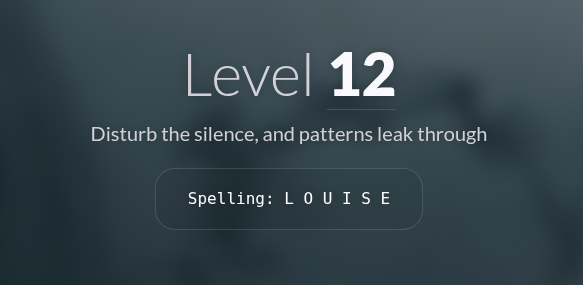 Level 12
Disturb the silence, and patterns leak through
Spelling: L O U I S E